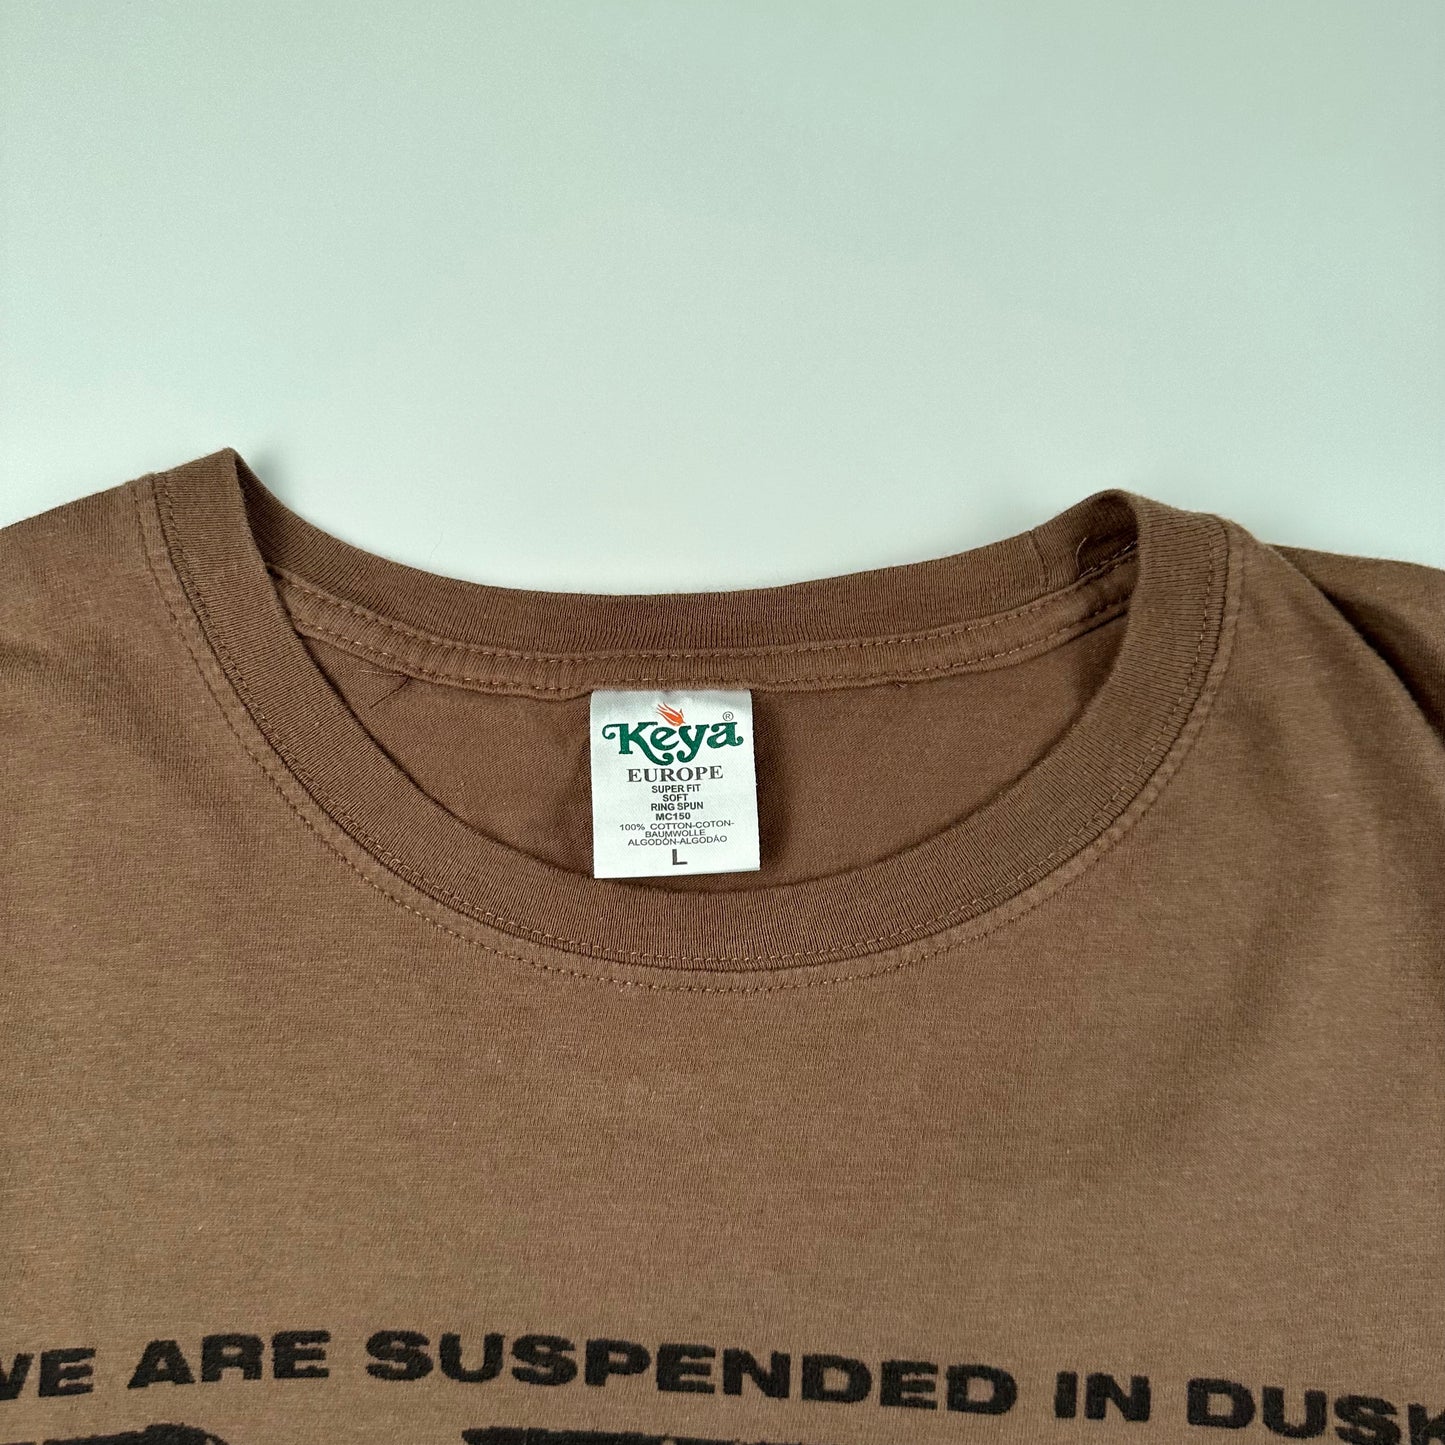 Keya®
EUROPE
SUPER FIT
SOFT
RING SPUN
MC150
100% COTTON-COTON-
BAUMWOLLE
ALGODÓN-ALGODÃO
L
WE ARE SUSPENDED IN DUSK